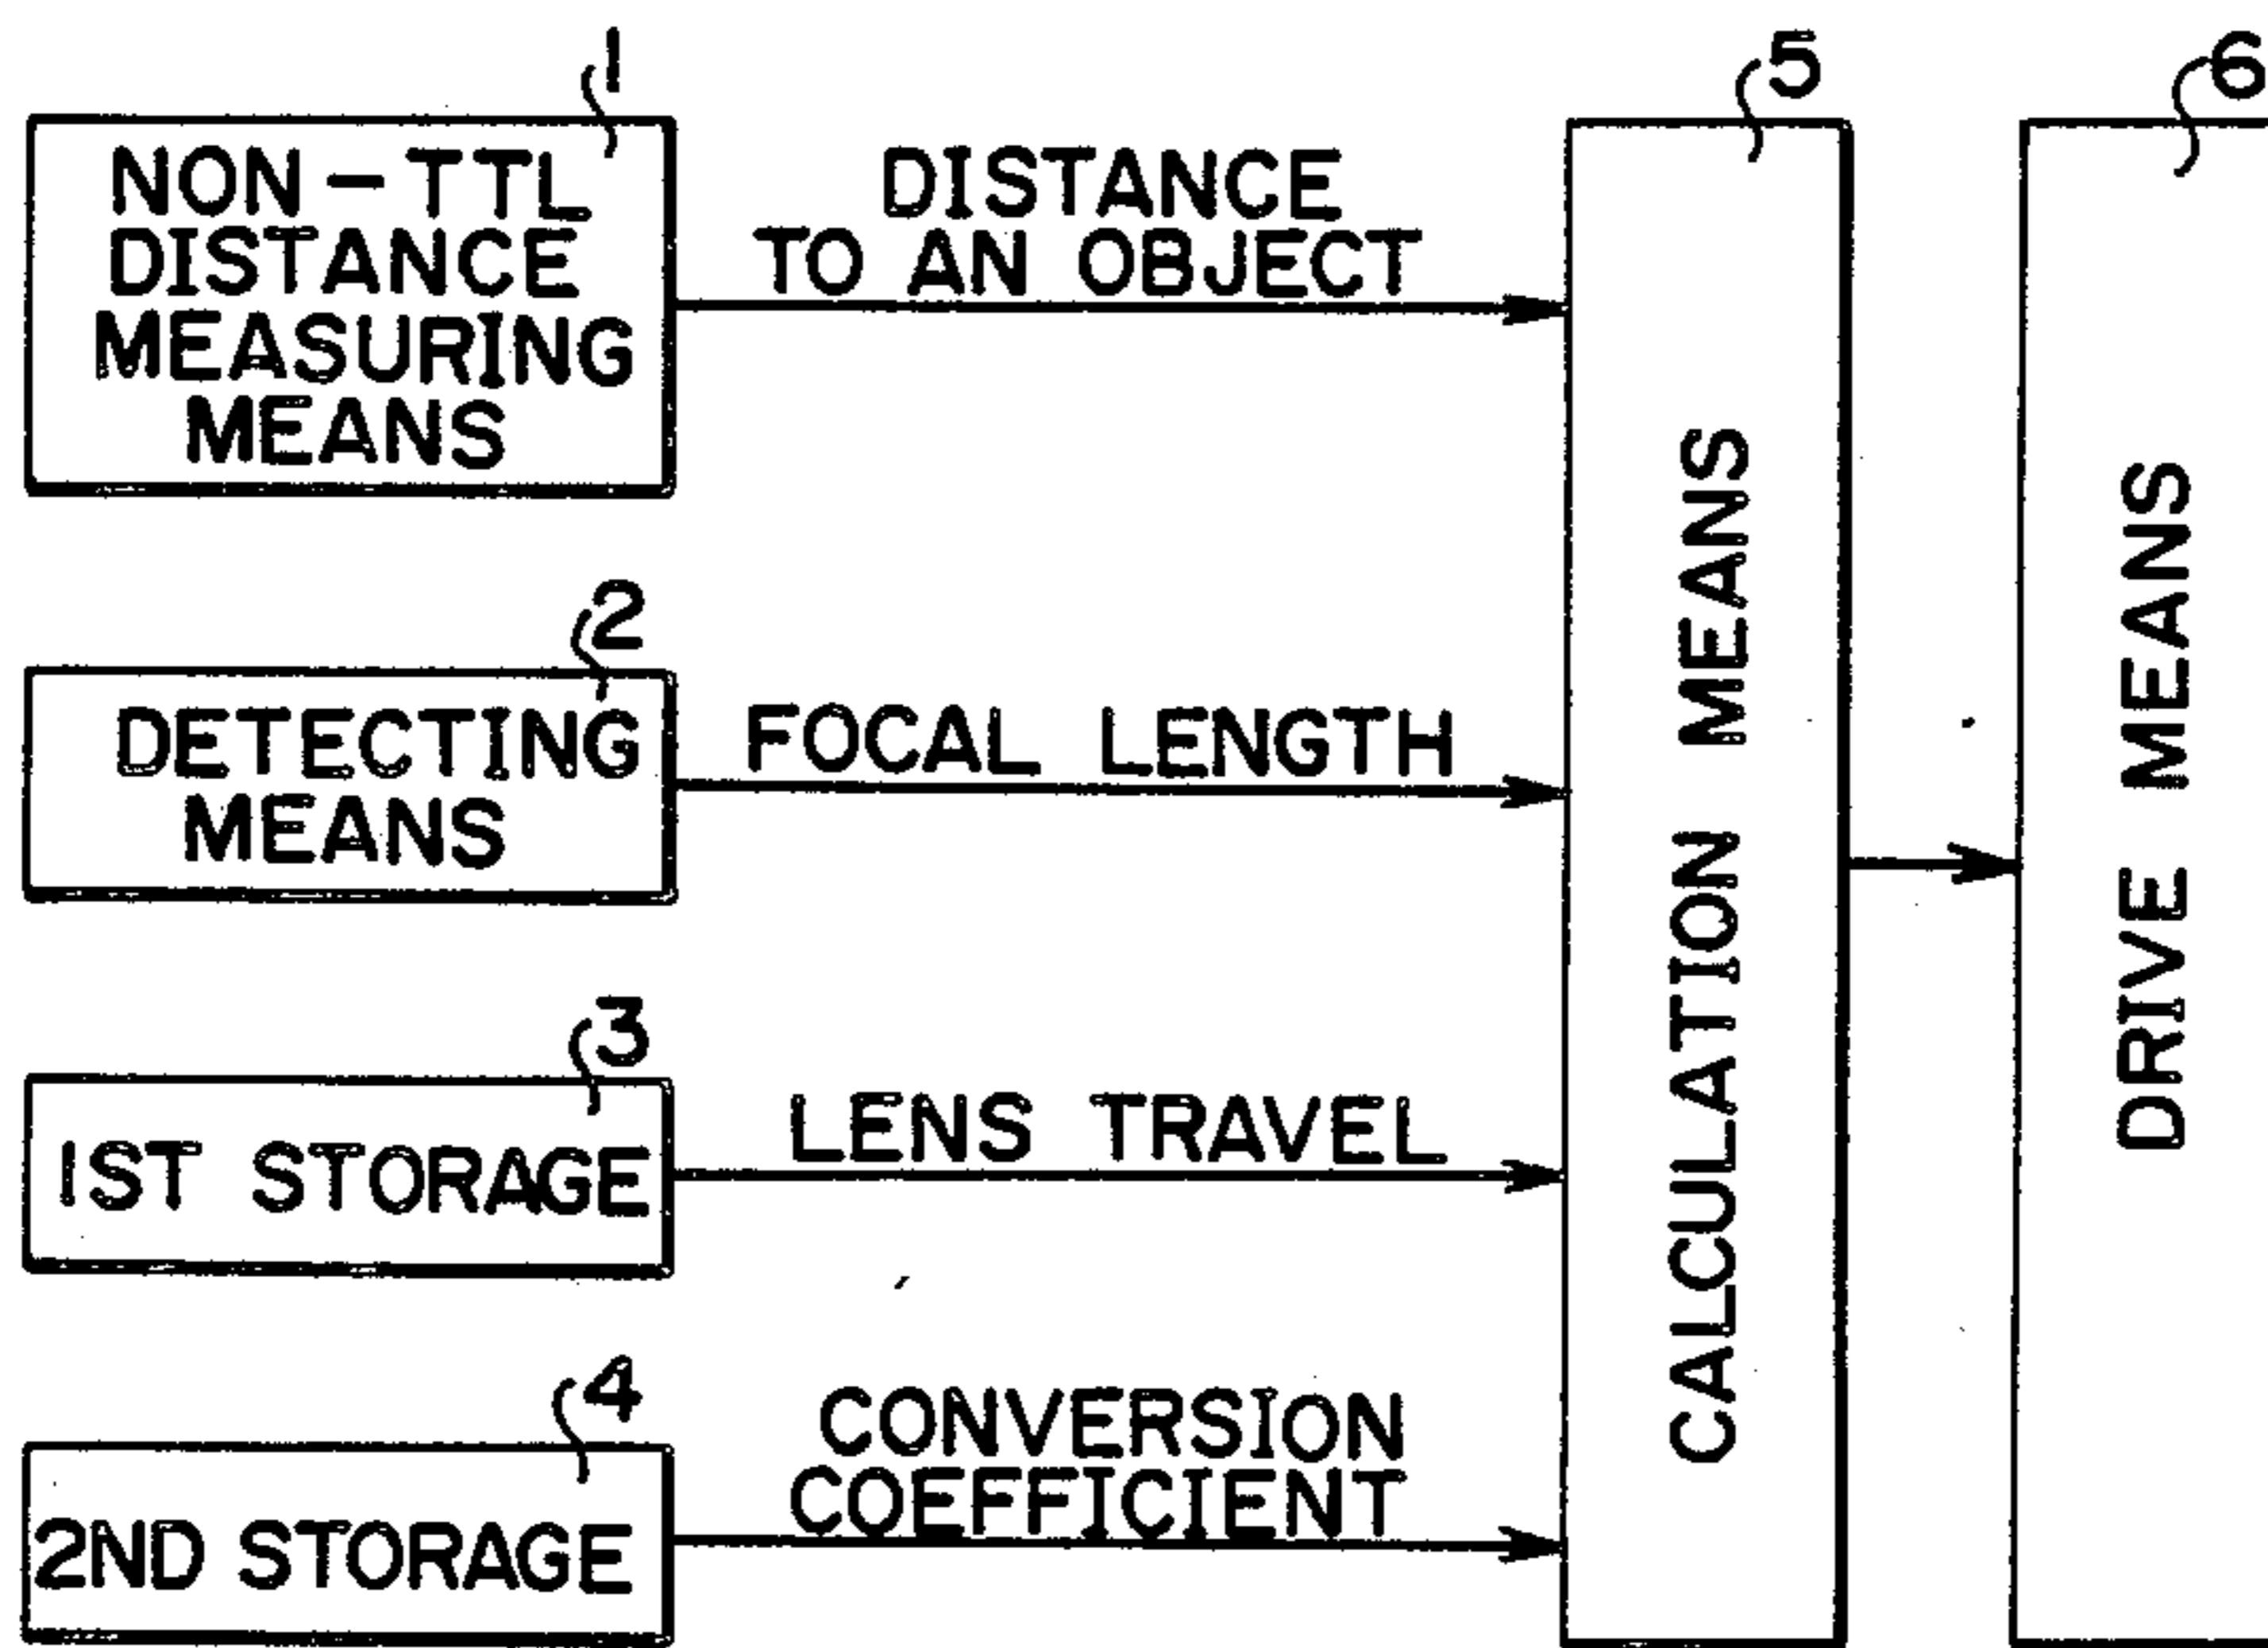 1
NON-TTL
DISTANCE
MEASURING
MEANS
DISTANCE
TO AN OBJECT
2
DETECTING
MEANS
FOCAL LENGTH
3
1ST STORAGE
LENS TRAVEL
4
2ND STORAGE
CONVERSION
COEFFICIENT
5
CALCULATION MEANS
6
DRIVE MEANS